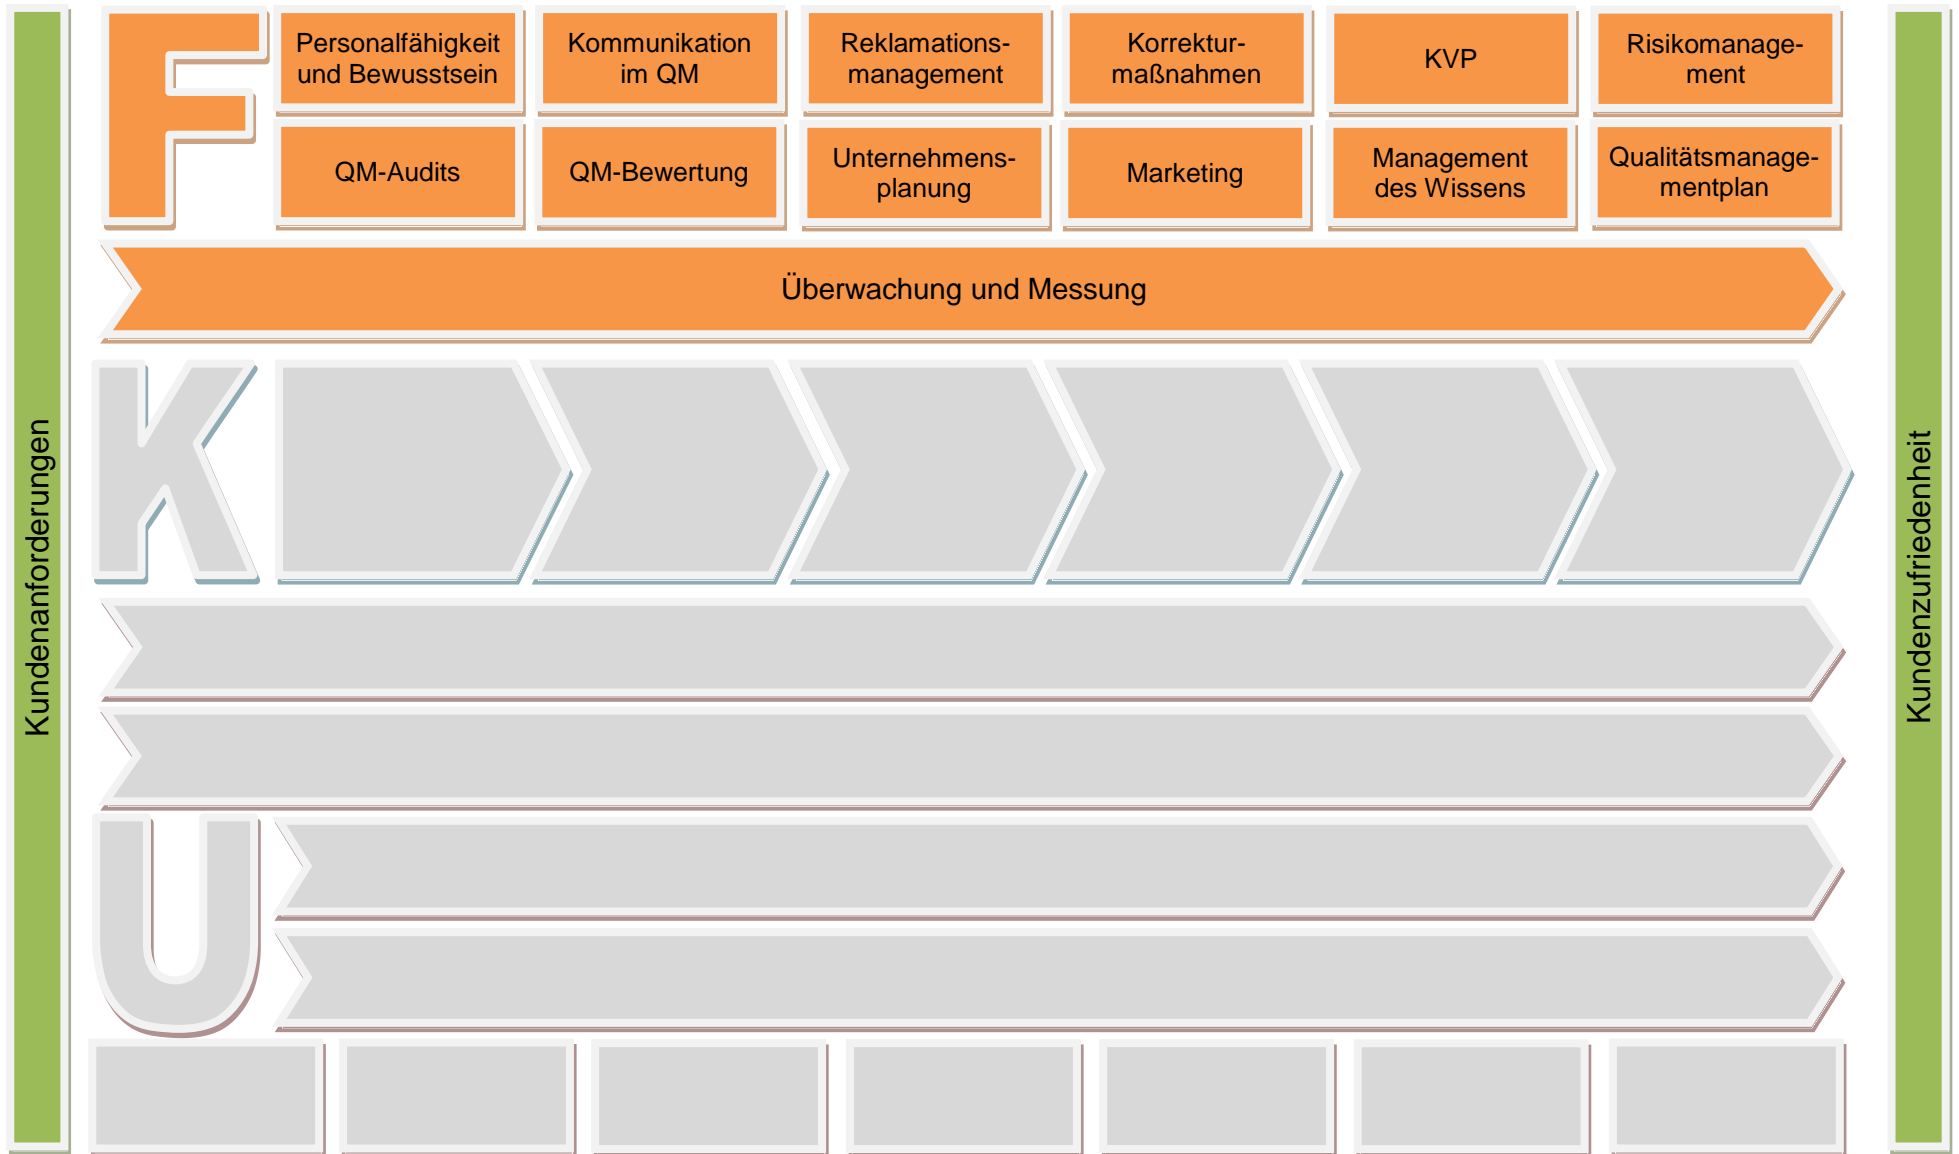 Kundenanforderungen
F
Personalfähigkeit
und Bewusstsein
Kommunikation
im QM
Reklamations-
management
Korrektur-
maßnahmen
KVP
Risikomanage-
ment
QM-Audits
QM-Bewertung
Unternehmens-
planung
Marketing
Management
des Wissens
Qualitätsmanage-
mentplan
Überwachung und Messung
K
U
Kundenzufriedenheit